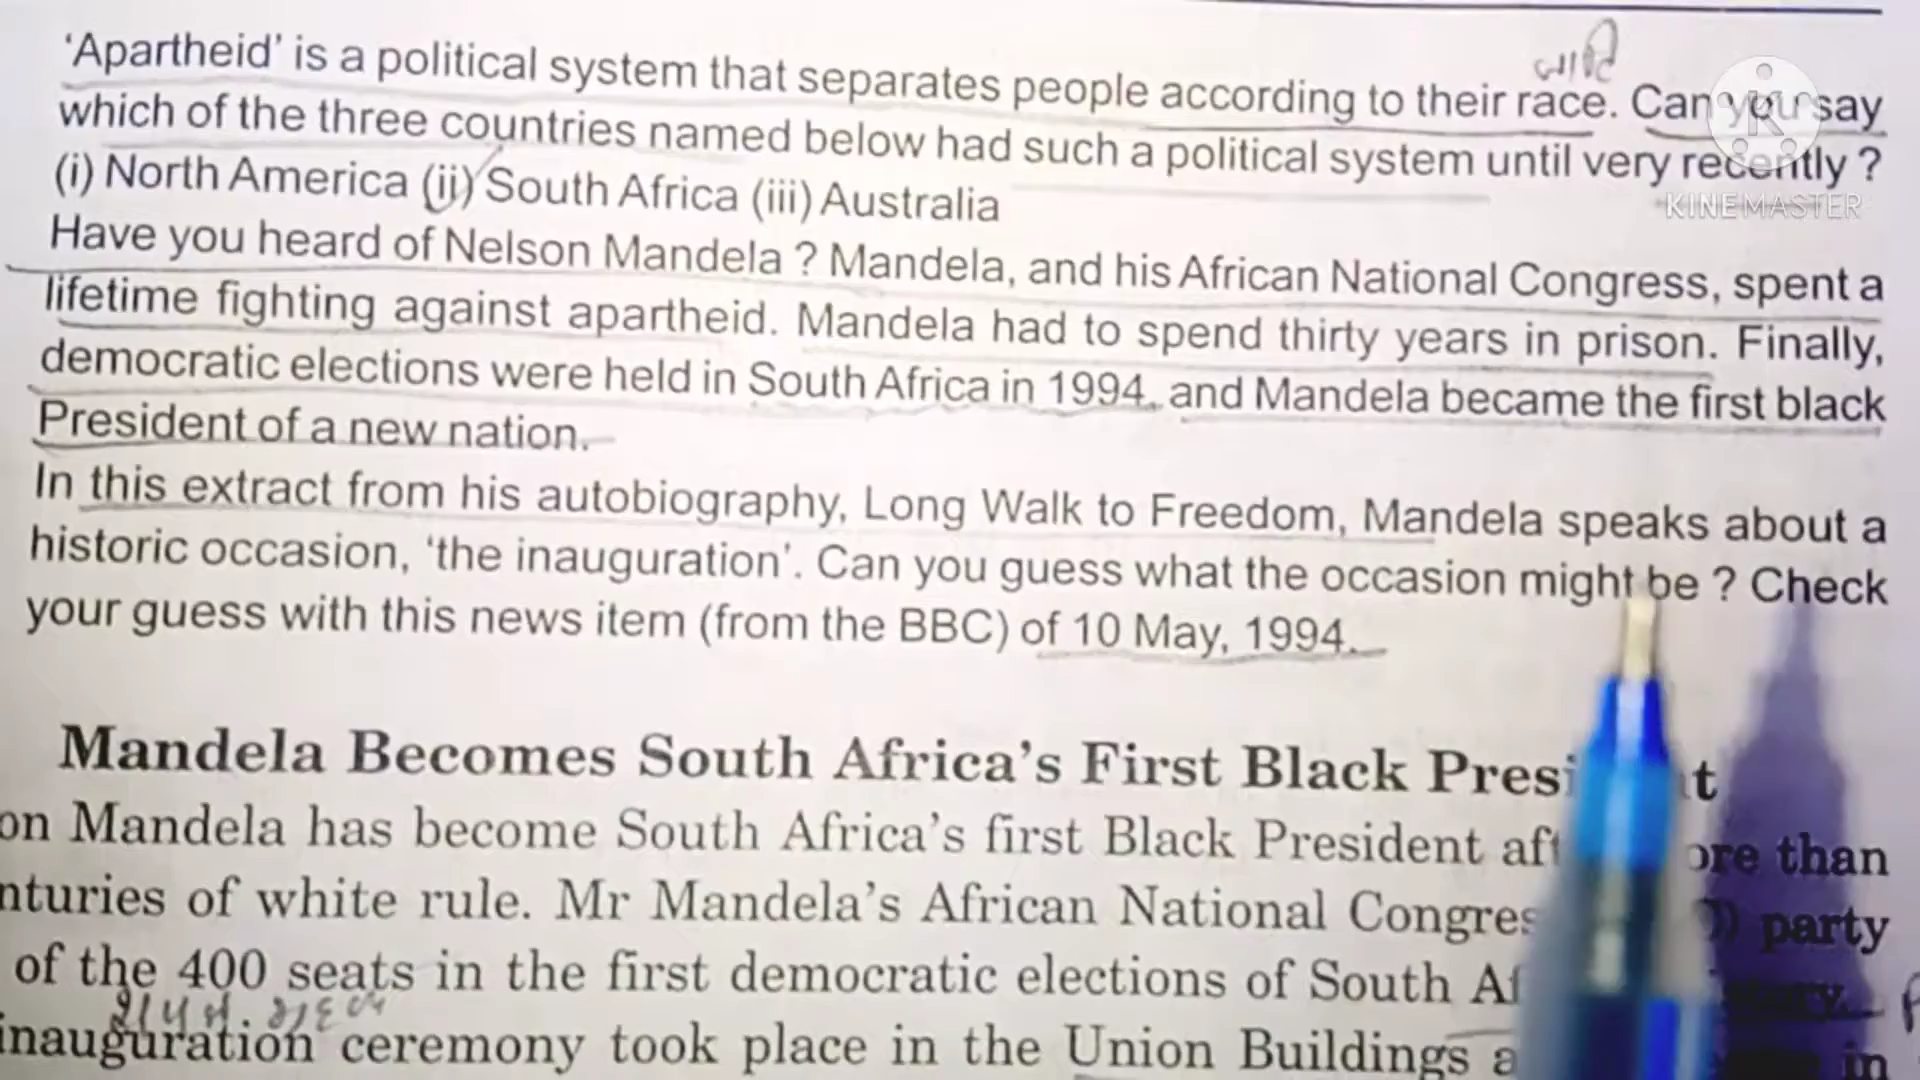 ‘Apartheid’ is a political system that separates people according to their race. Can you say
which of the three countries named below had such a political system until very recently ?
(i) North America (ii) South Africa (iii) Australia
Have you heard of Nelson Mandela ? Mandela, and his African National Congress, spent a
lifetime fighting against apartheid. Mandela had to spend thirty years in prison. Finally,
democratic elections were held in South Africa in 1994, and Mandela became the first black
President of a new nation.
In this extract from his autobiography, Long Walk to Freedom, Mandela speaks about a
historic occasion, ‘the inauguration’. Can you guess what the occasion might be ? Check
your guess with this news item (from the BBC) of 10 May, 1994.
KINEMASTER
Mandela Becomes South Africa’s First Black
Mandela has become South Africa’s first Black President than
of white rule. Mr Mandela’s African National party
of the 400 seats in the first democratic elections of South
inauguration ceremony took place in the Union Buildings in